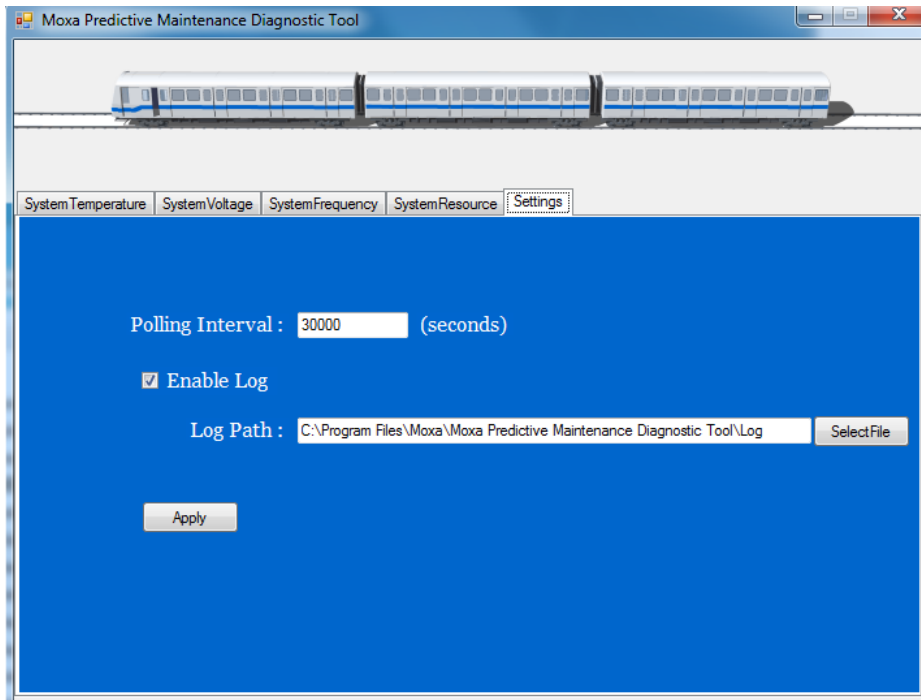 Moxa Predictive Maintenance Diagnostic Tool
SystemTemperature SystemVoltage SystemFrequency SystemResource Settings
Polling Interval : 30000 (seconds)
Enable Log
Log Path : C:\Program Files\Moxa\Moxa Predictive Maintenance Diagnostic Tool\Log SelectFile
Apply